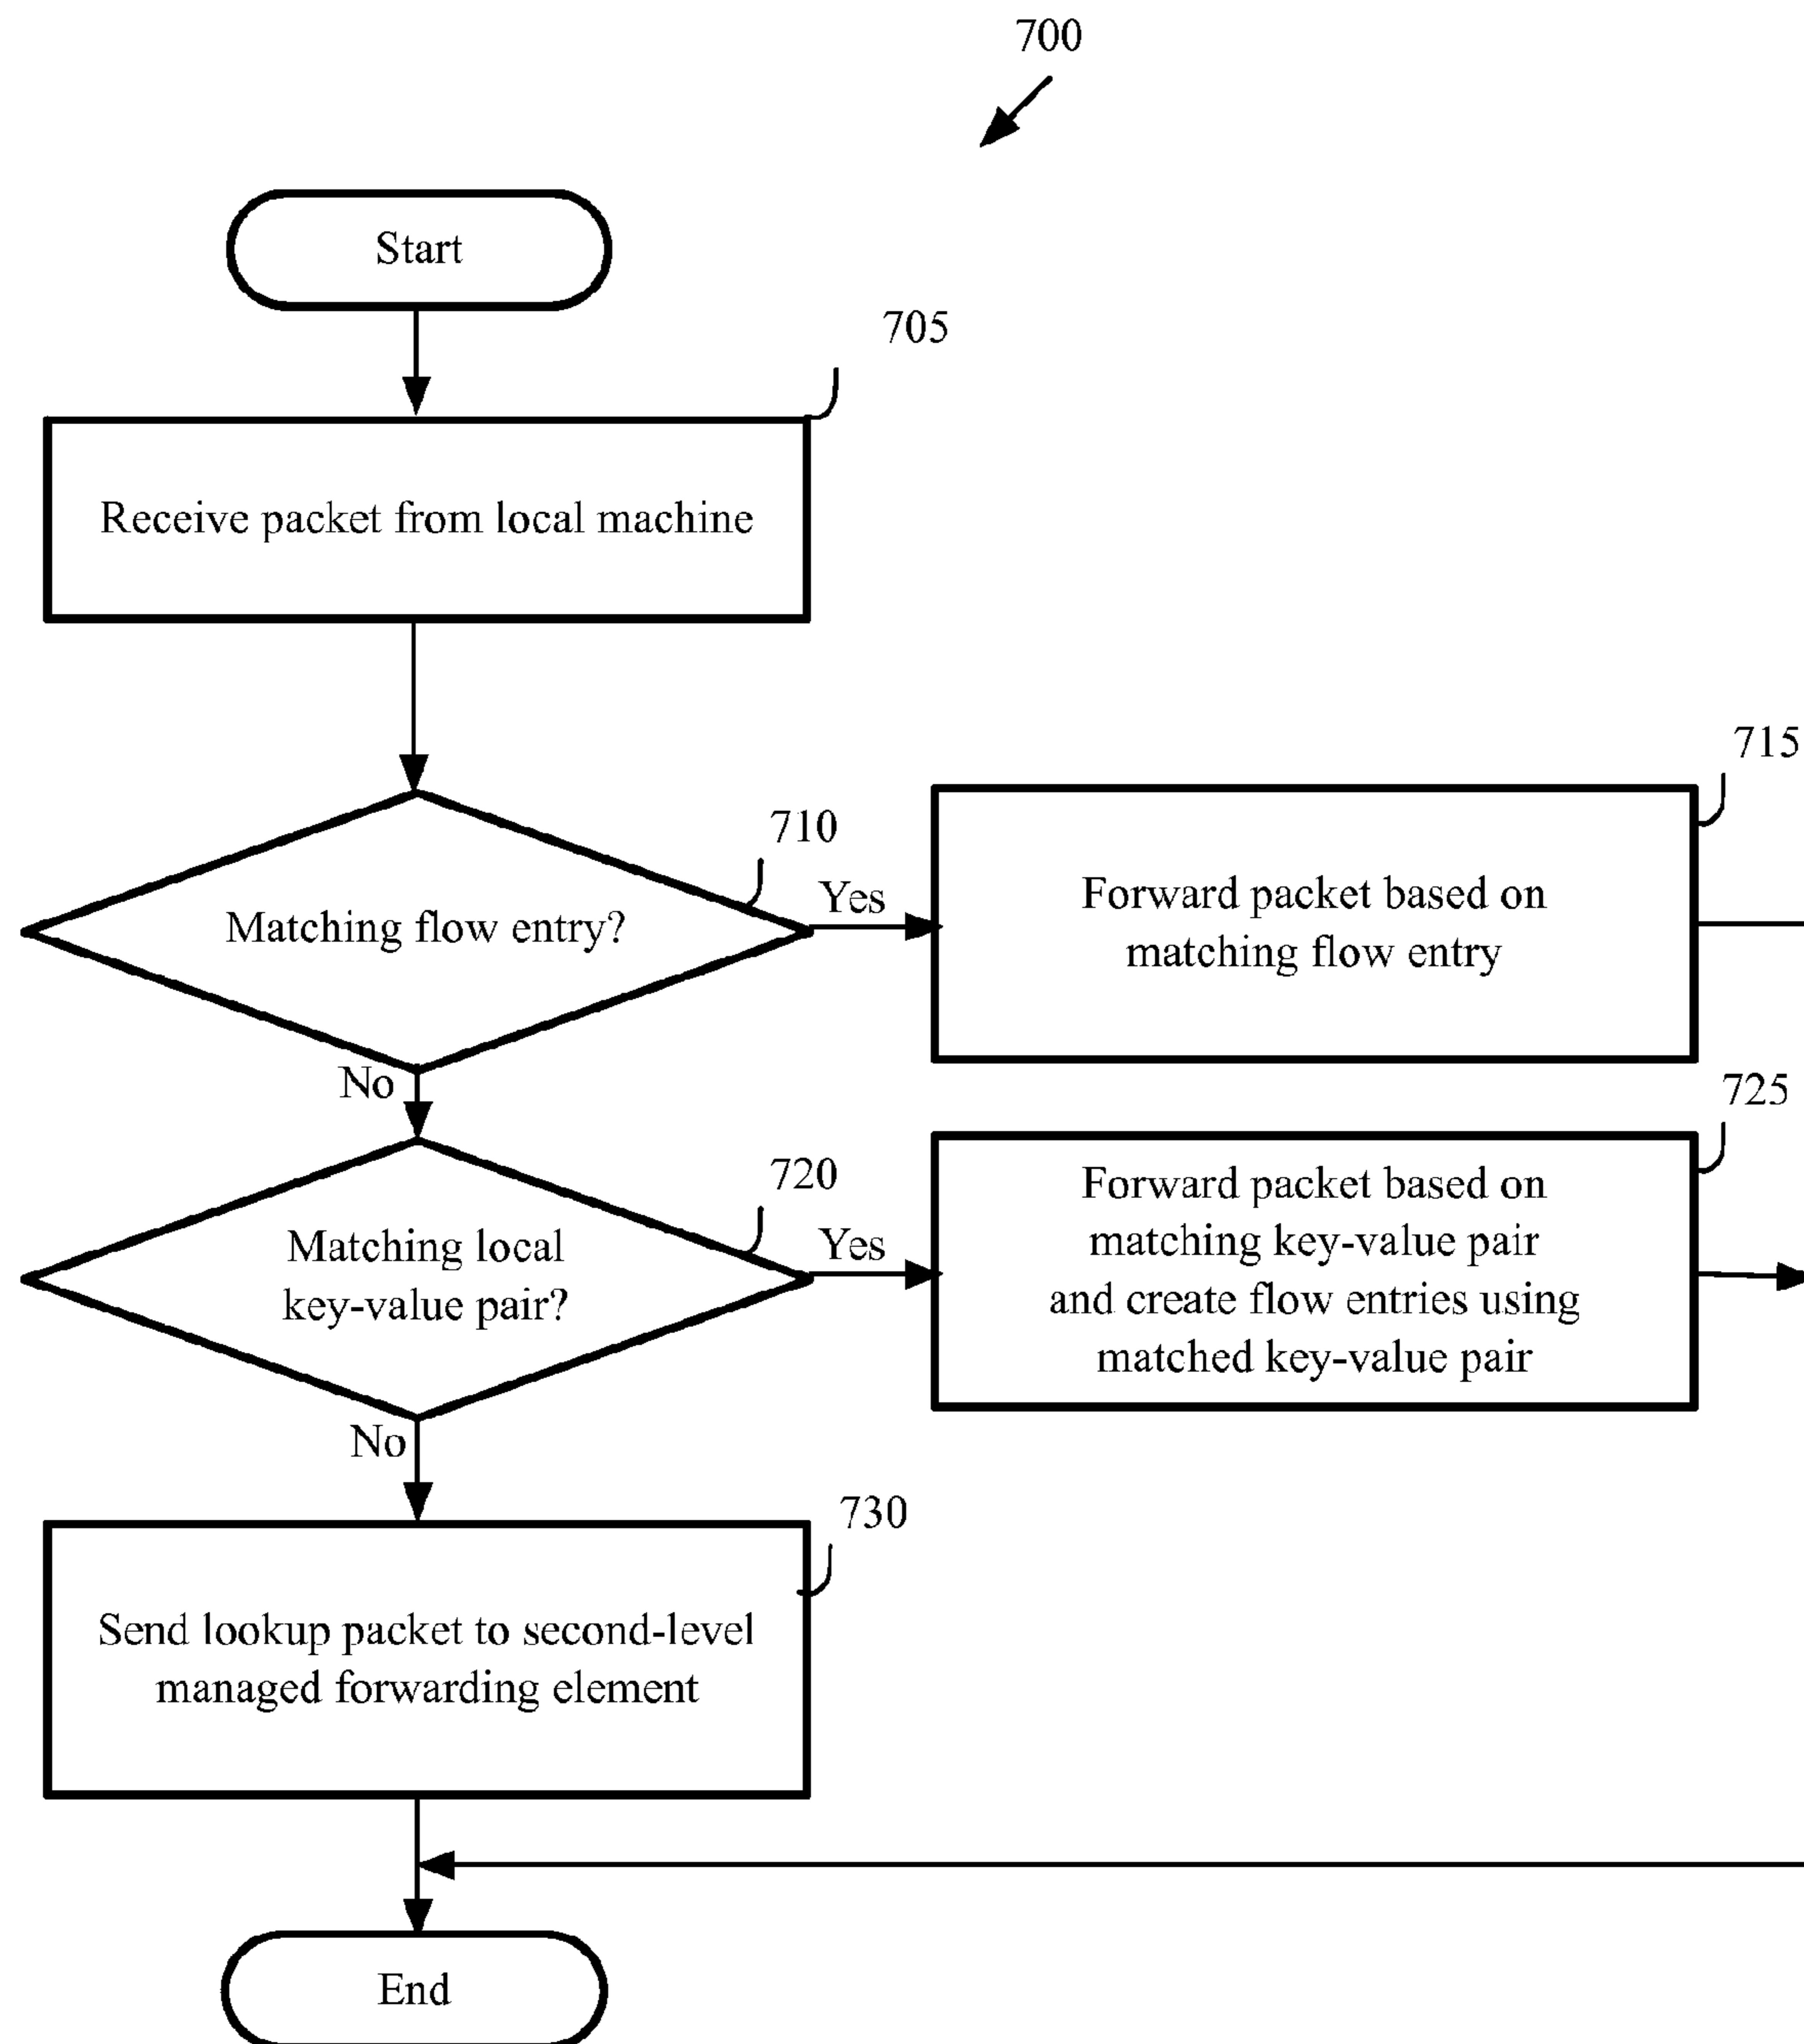 700
Start
705
Receive packet from local machine
710
Matching flow entry?
Yes
715
Forward packet based on
matching flow entry
No
720
Matching local
key-value pair?
Yes
725
Forward packet based on
matching key-value pair
and create flow entries using
matched key-value pair
No
730
Send lookup packet to second-level
managed forwarding element
End